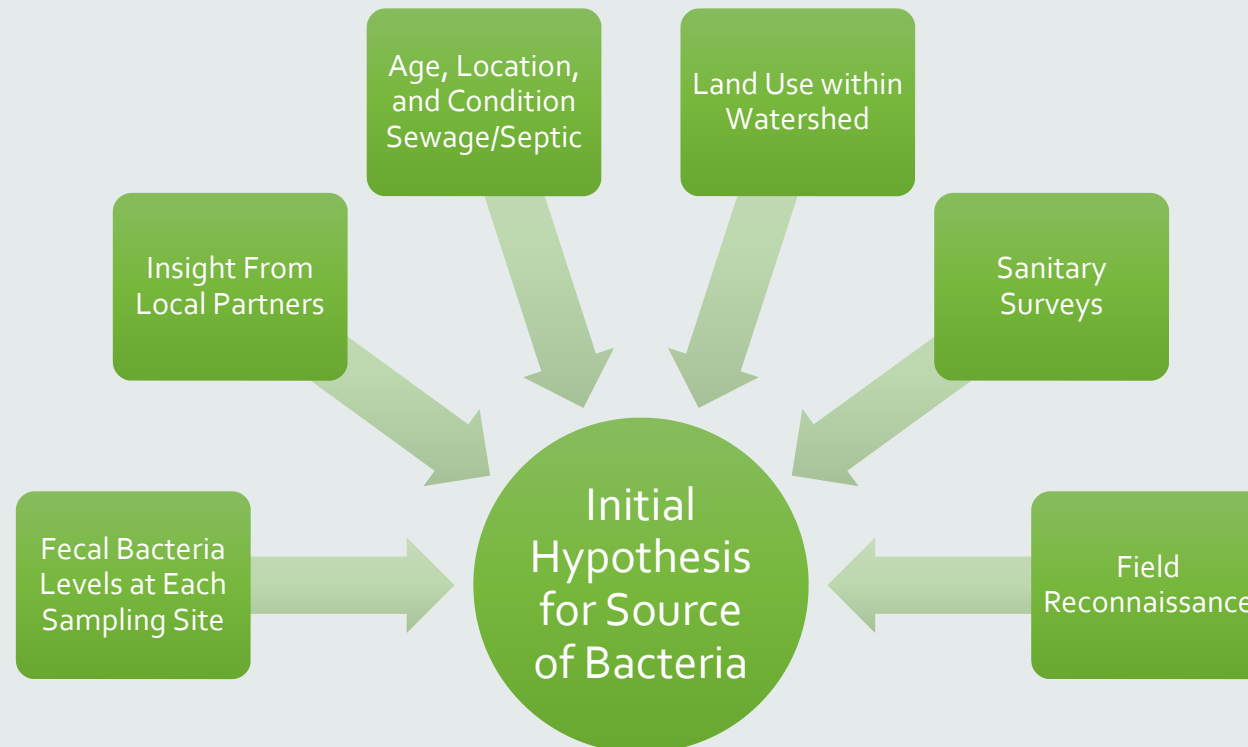 Age, Location,
and Condition
Sewage/Septic
Land Use within
Watershed
Insight From
Local Partners
Sanitary
Surveys
Fecal Bacteria
Levels at Each
Sampling Site
Initial
Hypothesis
for Source
of Bacteria
Field
Reconnaissance